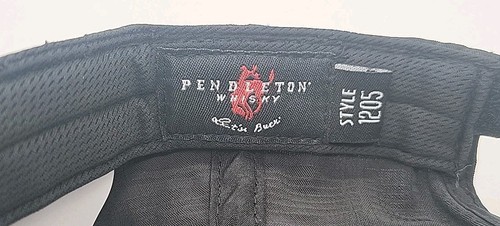 PENDLETON
WHISKY
Let'er Buck
STYLE
1205